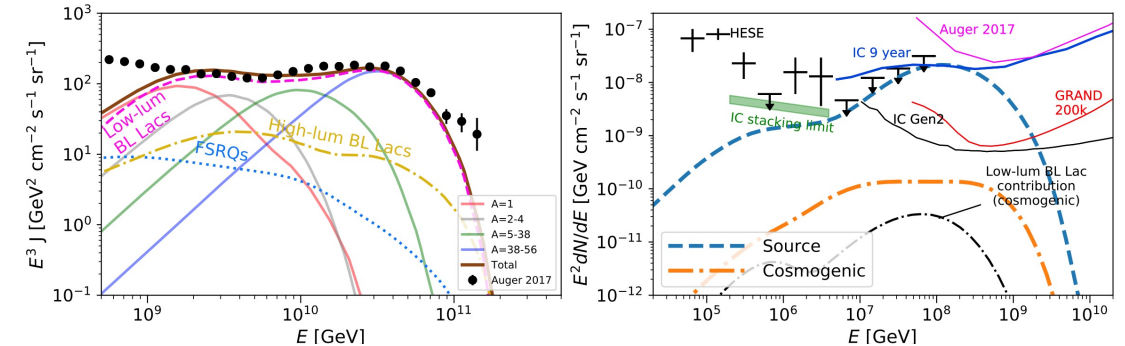 10³
10²
10¹
10⁰
10⁻¹
E³ J [GeV² cm⁻² s⁻¹ sr⁻¹]
Low-lum
BL Lacs
High-lum BL Lacs
FSRQs
A=1
A=2-4
A=5-38
A=38-56
Total
Auger 2017
10⁹
10¹⁰
10¹¹
E [GeV]
10⁻⁷
10⁻⁸
10⁻⁹
10⁻¹⁰
10⁻¹¹
10⁻¹²
E²dN/dE [GeV cm⁻² s⁻¹ sr⁻¹]
HESE
Auger 2017
IC 9 year
IC stacking limit
IC Gen2
GRAND
200k
Low-lum BL Lac
contribution
(cosmogenic)
Source
Cosmogenic
10⁵
10⁶
10⁷
10⁸
10⁹
10¹⁰
E [GeV]